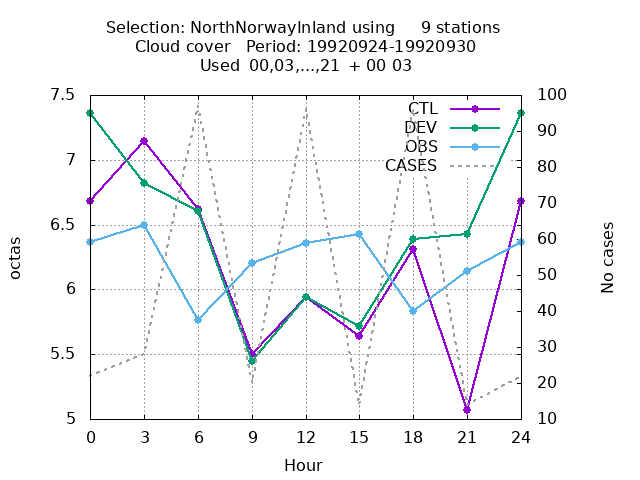 Selection: NorthNorwayInland using     9 stations
Cloud cover   Period: 19920924-19920930
Used  00,03,...,21 + 00 03
CTL
DEV
OBS
CASES
7.5
7
6.5
6
5.5
5
octas
100
90
80
70
60
50
40
30
20
10
No cases
0 3 6 9 12 15 18 21 24
Hour